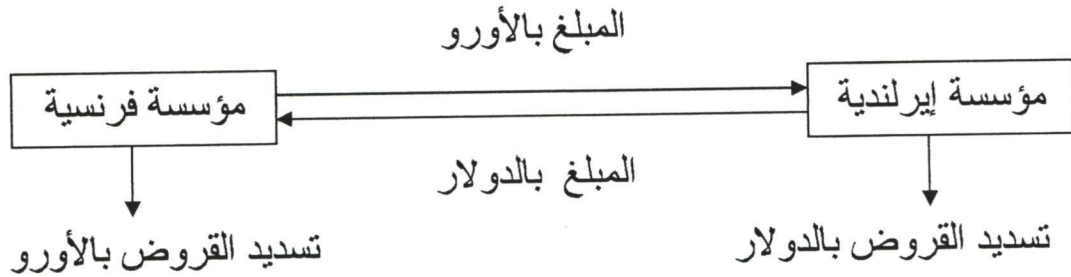 المبلغ بالأورو
مؤسسة إيرلندية
مؤسسة فرنسية
المبلغ بالدولار
تسديد القروض بالدولار
تسديد القروض بالأورو